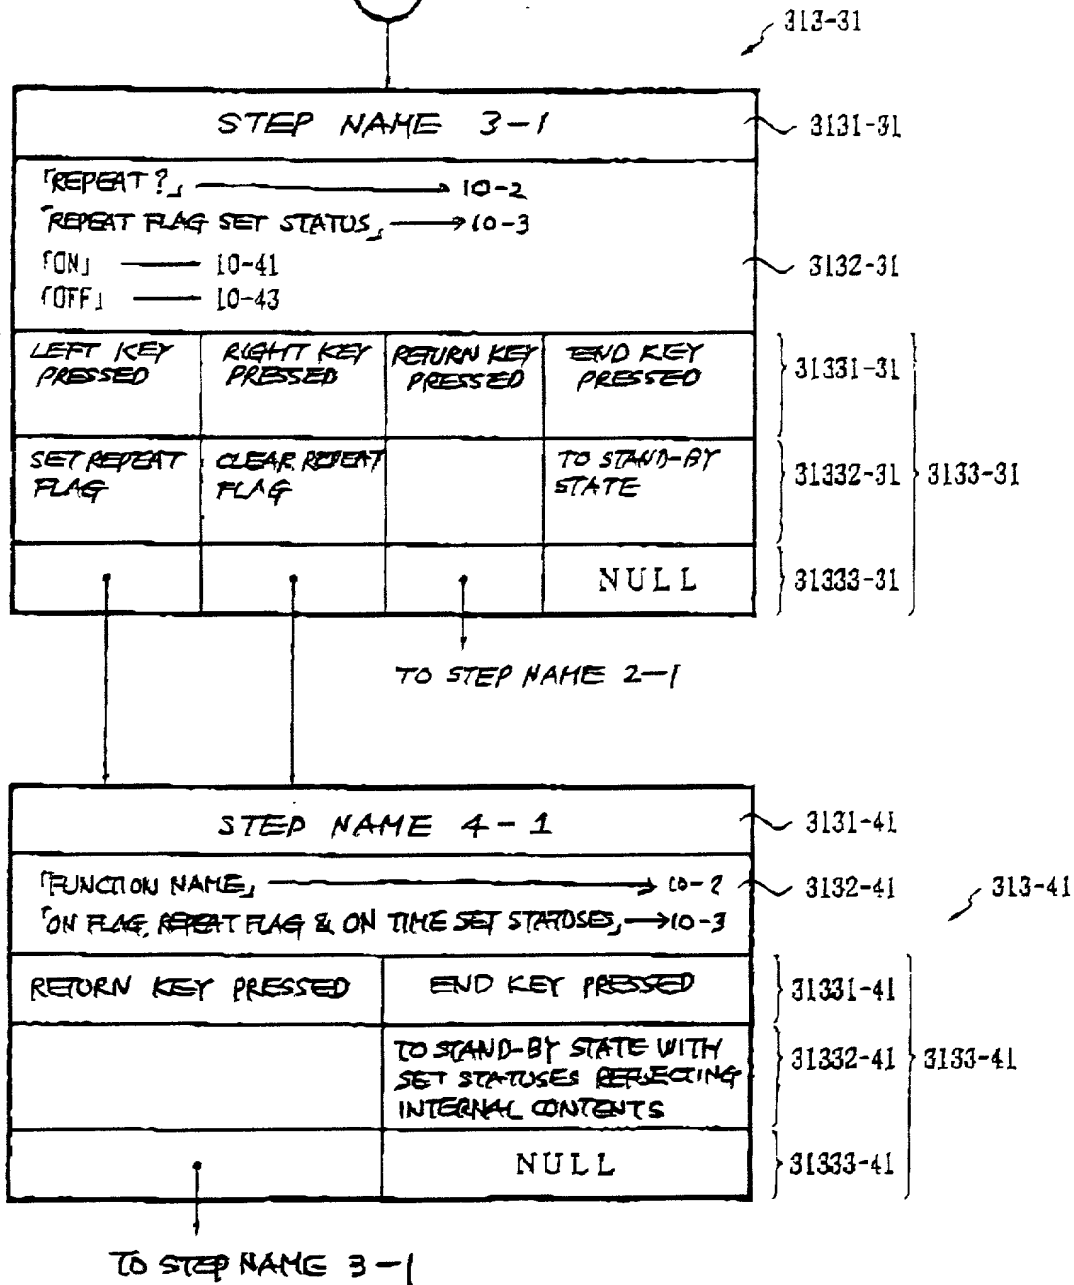 313-31
STEP NAME 3-1
3131-31
「REPEAT ?」 → 10-2
「REPEAT FLAG SET STATUS」 → 10-3
「ON」 — 10-41
「OFF」 — 10-43
3132-31
LEFT KEY PRESSED
RIGHT KEY PRESSED
RETURN KEY PRESSED
END KEY PRESSED
31331-31
SET REPEAT FLAG
CLEAR REPEAT FLAG
TO STAND-BY STATE
31332-31
3133-31
NULL
31333-31
TO STEP NAME 2-1
STEP NAME 4-1
3131-41
「FUNCTION NAME」 → 10-2
3132-41
313-41
「ON FLAG, REPEAT FLAG & ON TIME SET STATUSES」 → 10-3
RETURN KEY PRESSED
END KEY PRESSED
31331-41
TO STAND-BY STATE WITH
SET STATUSES REFLECTING
INTERNAL CONTENTS
31332-41
3133-41
NULL
31333-41
TO STEP NAME 3-1